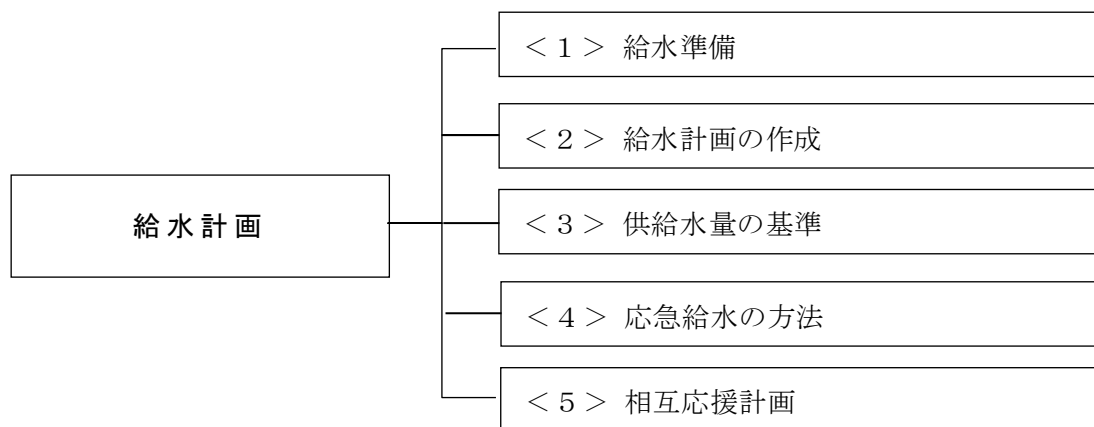 給水計画
＜１＞ 給水準備
＜２＞ 給水計画の作成
＜３＞ 供給水量の基準
＜４＞ 応急給水の方法
＜５＞ 相互応援計画